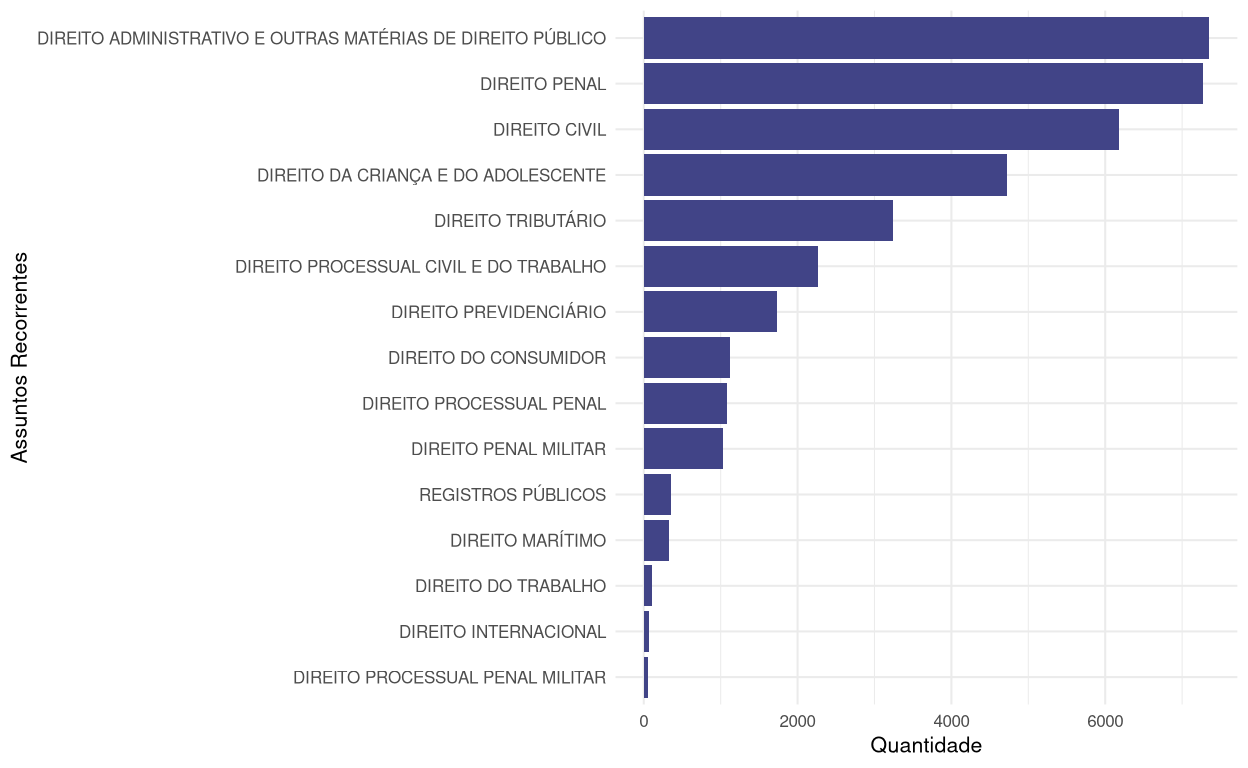 DIREITO ADMINISTRATIVO E OUTRAS MATÉRIAS DE DIREITO PÚBLICO
DIREITO PENAL
DIREITO CIVIL
DIREITO DA CRIANÇA E DO ADOLESCENTE
DIREITO TRIBUTÁRIO
DIREITO PROCESSUAL CIVIL E DO TRABALHO
DIREITO PREVIDENCIÁRIO
DIREITO DO CONSUMIDOR
DIREITO PROCESSUAL PENAL
DIREITO PENAL MILITAR
REGISTROS PÚBLICOS
DIREITO MARÍTIMO
DIREITO DO TRABALHO
DIREITO INTERNACIONAL
DIREITO PROCESSUAL PENAL MILITAR
Assuntos Recorrentes
0 2000 4000 6000
Quantidade